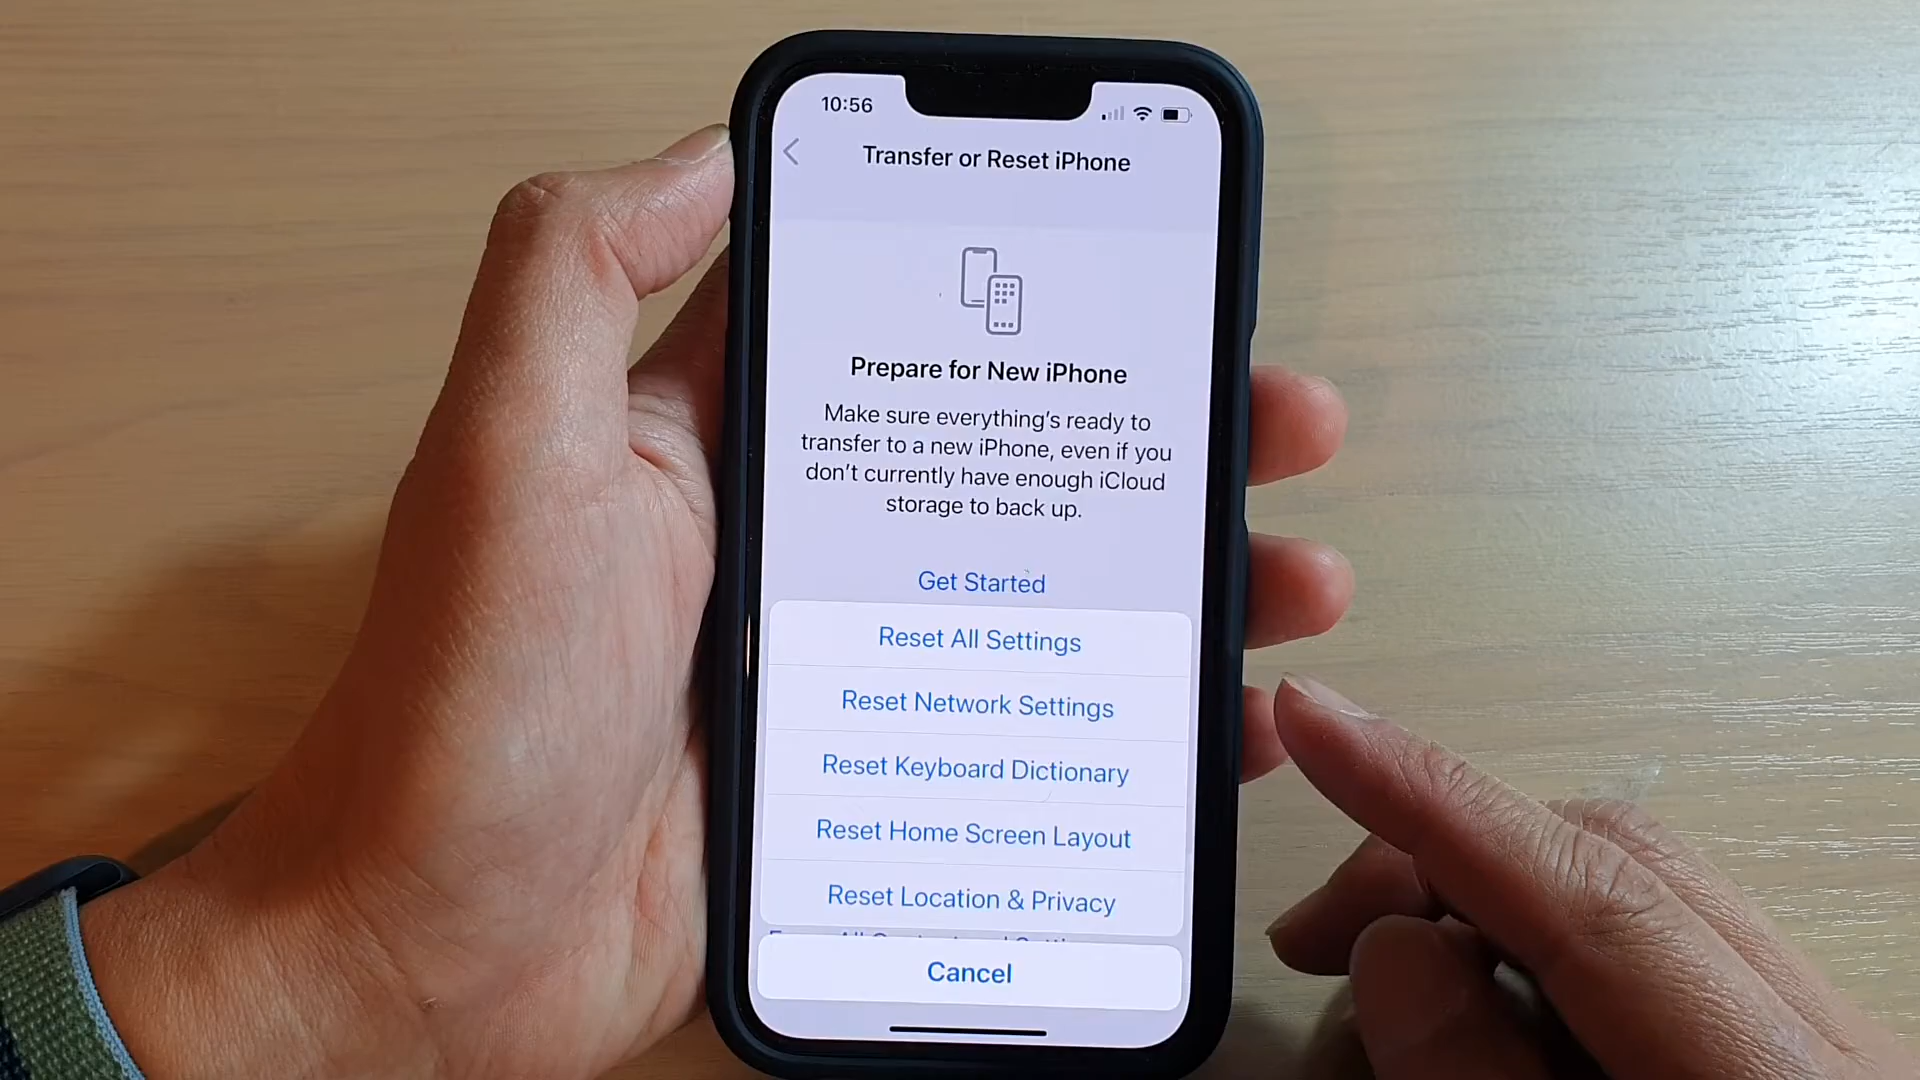 10:56
Transfer or Reset iPhone
Prepare for New iPhone
Make sure everything's ready to
transfer to a new iPhone, even if you
don't currently have enough iCloud
storage to back up.
Get Started
Reset All Settings
Reset Network Settings
Reset Keyboard Dictionary
Reset Home Screen Layout
Reset Location & Privacy
Cancel